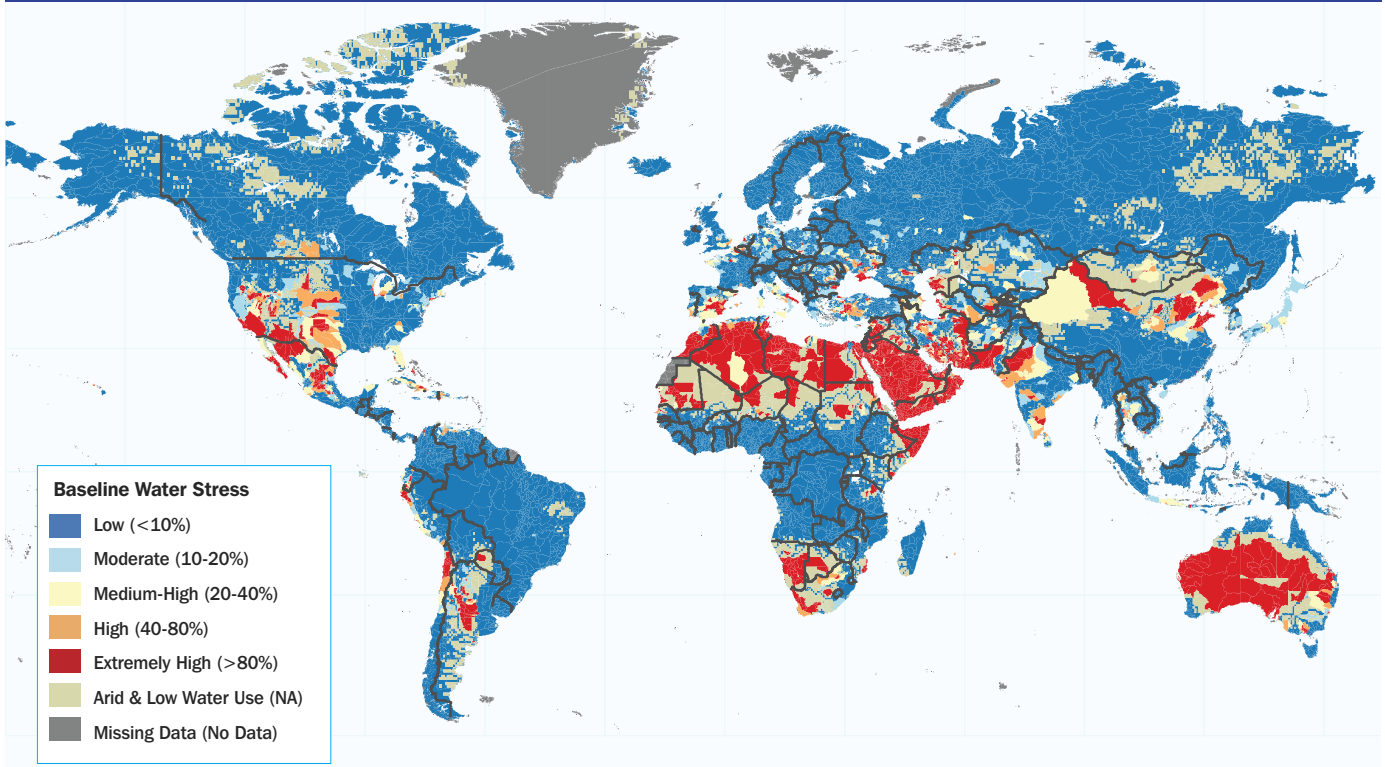 Baseline Water Stress
Low (<10%)
Moderate (10-20%)
Medium-High (20-40%)
High (40-80%)
Extremely High (>80%)
Arid & Low Water Use (NA)
Missing Data (No Data)